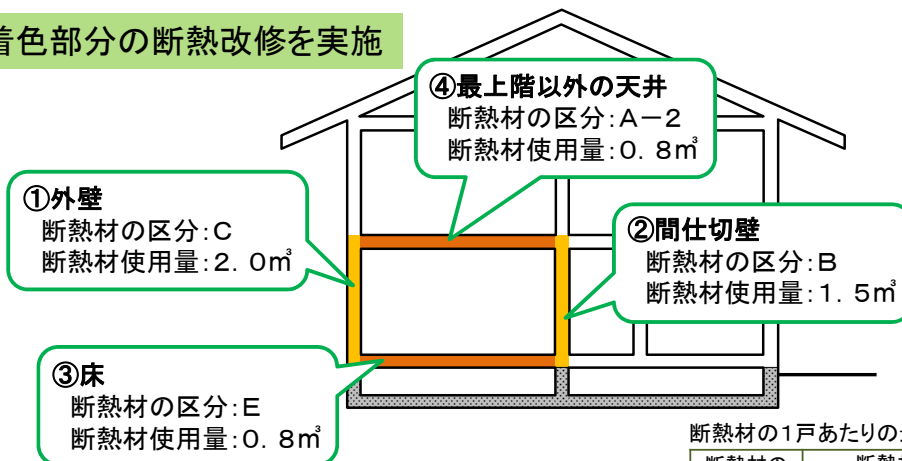 着色部分の断熱改修を実施
④最上階以外の天井
断熱材の区分:A-2
断熱材使用量:0.8㎥
①外壁
断熱材の区分:C
断熱材使用量:2.0㎥
②間仕切壁
断熱材の区分:B
断熱材使用量:1.5㎥
③床
断熱材の区分:E
断熱材使用量:0.8㎥
断熱材の1戸あたりの